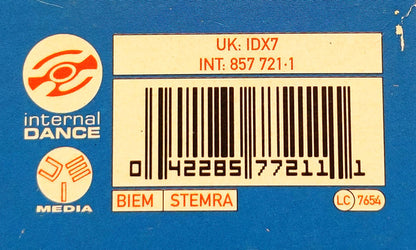 UK: IDX7
INT: 857 721·1
internal
DANCE
0 42285 77211 1
MEDIA
BIEM STEMRA
LC 7654